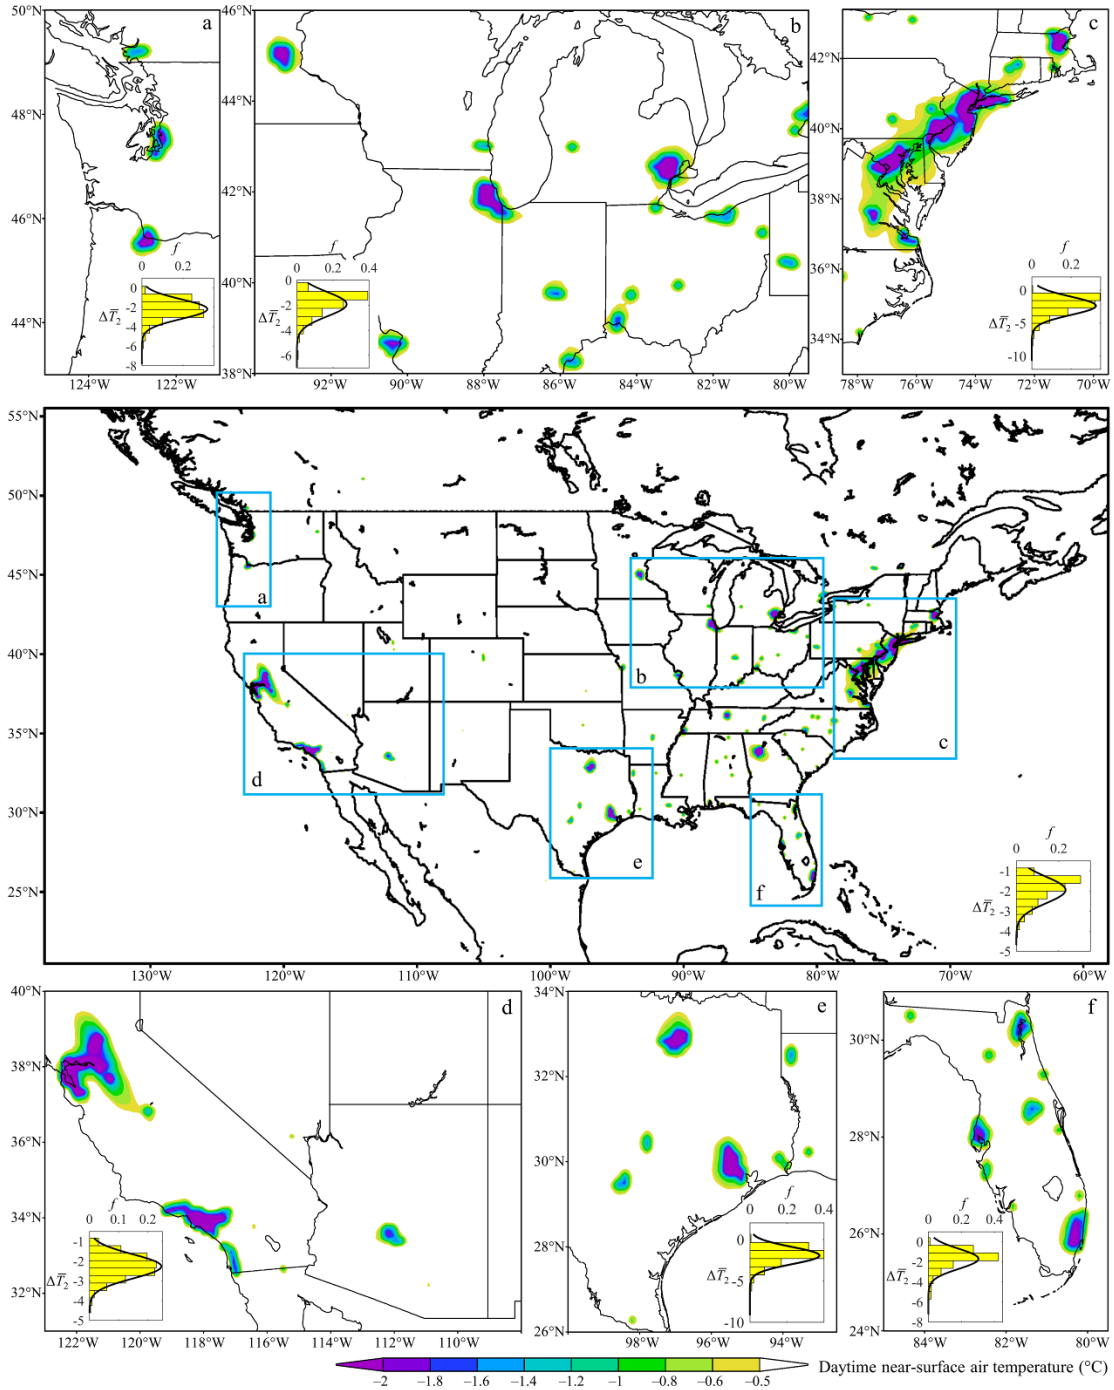 50°N
48°N
46°N
44°N
124°W 122°W
a
f
0 0.2
0
-2
-4
-6
-8
ΔT̅₂
46°N
44°N
42°N
40°N
38°N
92°W 90°W 88°W 86°W 84°W 82°W 80°W
b
f
0 0.2 0.4
0
-2
-4
-6
ΔT̅₂
42°N
40°N
38°N
36°N
34°N
78°W 76°W 74°W 72°W 70°W
c
f
0 0.2
0
-5
-10
ΔT̅₂
55°N
50°N
45°N
40°N
35°N
30°N
25°N
130°W 120°W 110°W 100°W 90°W 80°W 70°W 60°W
a
b
c
d
e
f
f
0 0.2
-1
-2
-3
-4
-5
ΔT̅₂
40°N
38°N
36°N
34°N
32°N
122°W 120°W 118°W 116°W 114°W 112°W 110°W
d
f
0 0.1 0.2
-1
-2
-3
-4
-5
ΔT̅₂
34°N
32°N
30°N
28°N
26°N
98°W 96°W 94°W
e
f
0 0.2 0.4
0
-5
-10
ΔT̅₂
30°N
28°N
26°N
24°N
84°W 82°W 80°W
f
f
0 0.2 0.4
0
-2
-4
-6
-8
ΔT̅₂
−2 −1.8 −1.6 −1.4 −1.2 −1 −0.8 −0.6 −0.5
Daytime near-surface air temperature (°C)